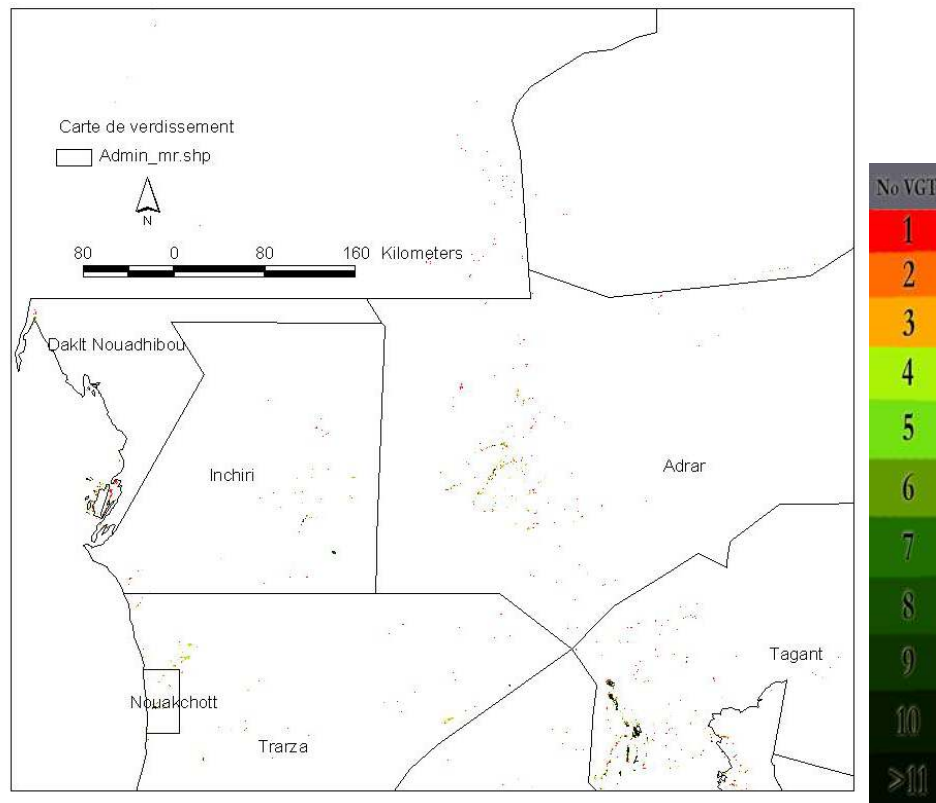 Carte de verdissement
Admin_mr.shp
N
80 0 80 160 Kilometers
Daklt Nouadhibou
Inchiri
Adrar
Tagant
Nouakchott
Trarza
No VGT
1
2
3
4
5
6
7
8
9
10
>11